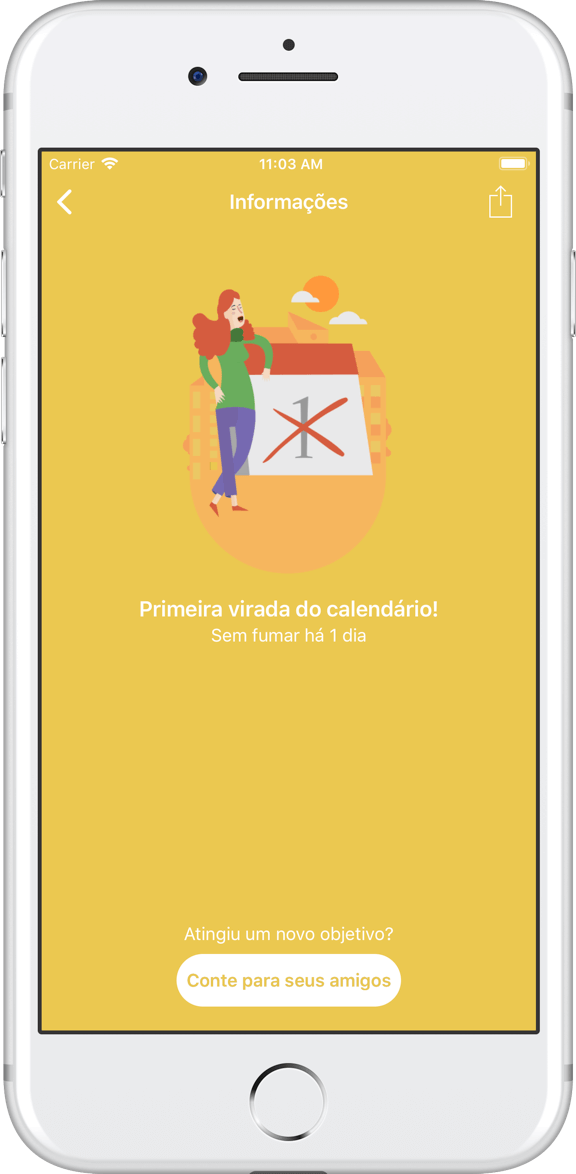 Carrier 11:03 AM
Informações
1
Primeira virada do calendário!
Sem fumar há 1 dia
Atingiu um novo objetivo?
Conte para seus amigos